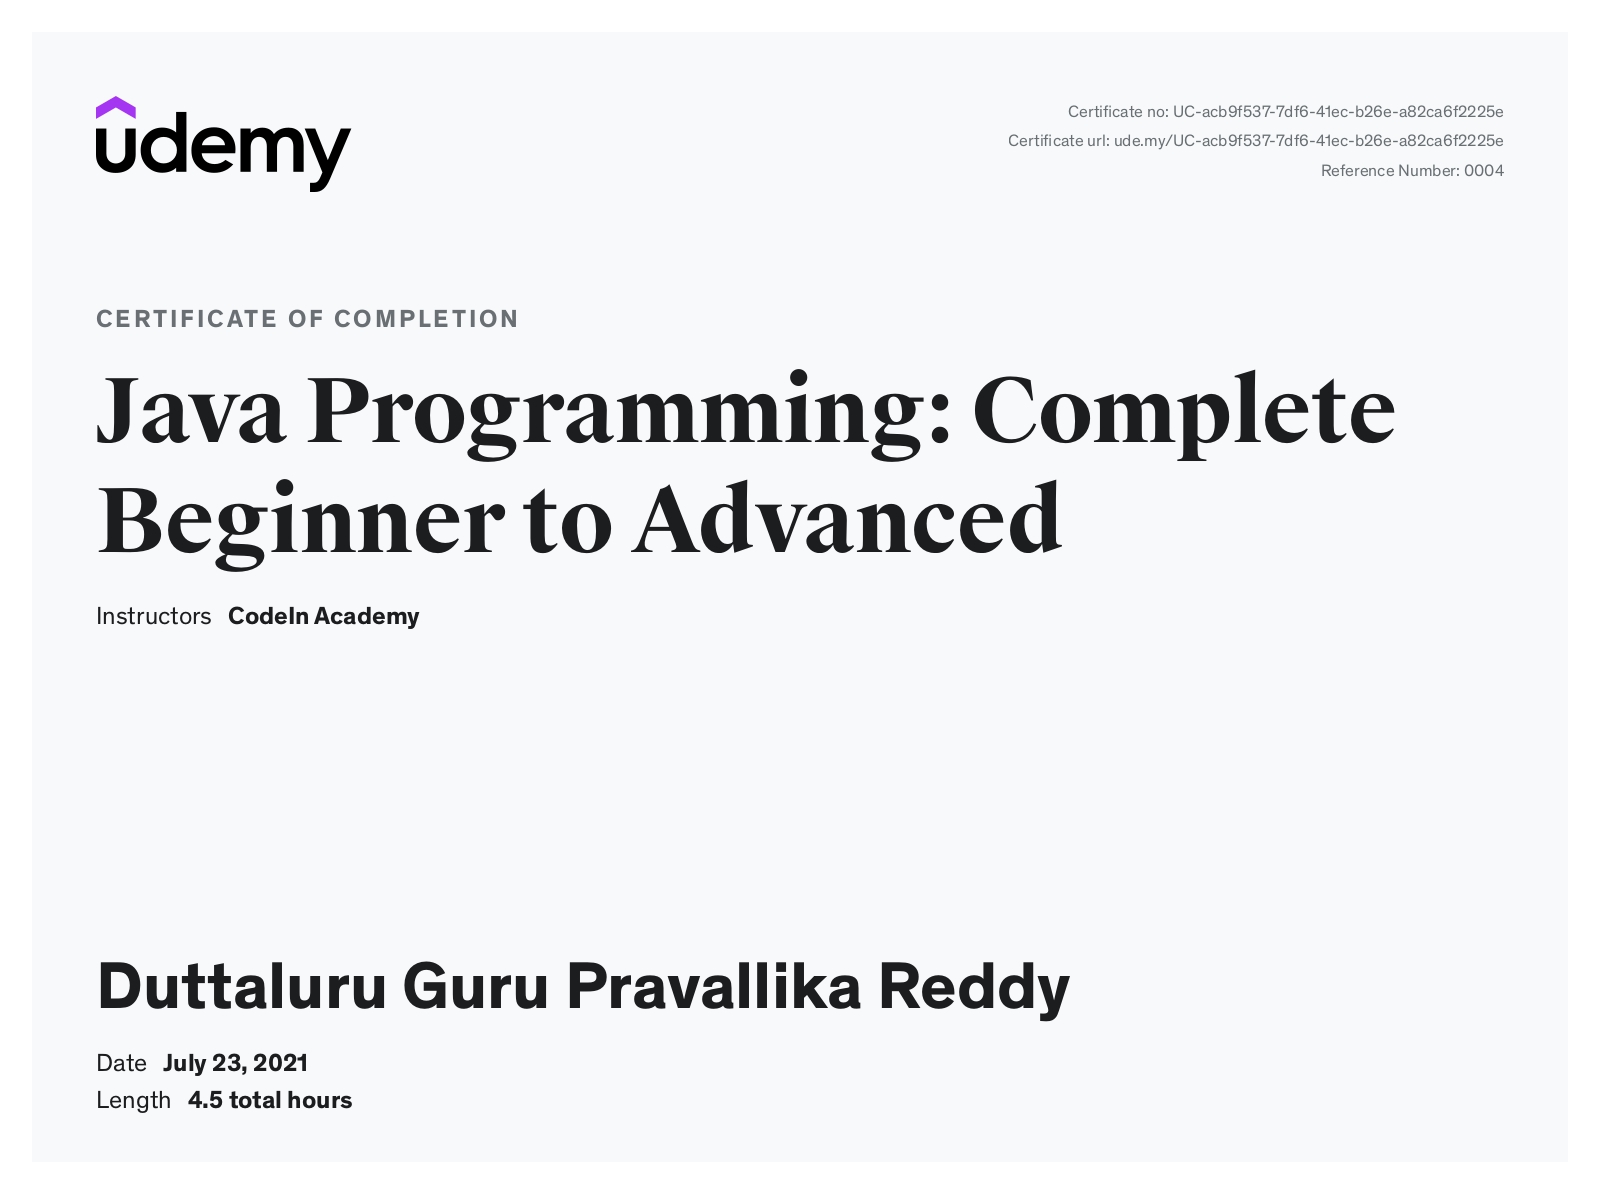 udemy
Certificate no: UC-acb9f537-7df6-41ec-b26e-a82ca6f2225e
Certificate url: ude.my/UC-acb9f537-7df6-41ec-b26e-a82ca6f2225e
Reference Number: 0004
CERTIFICATE OF COMPLETION
Java Programming: Complete
Beginner to Advanced
Instructors CodeIn Academy
Duttaluru Guru Pravallika Reddy
Date July 23, 2021
Length 4.5 total hours